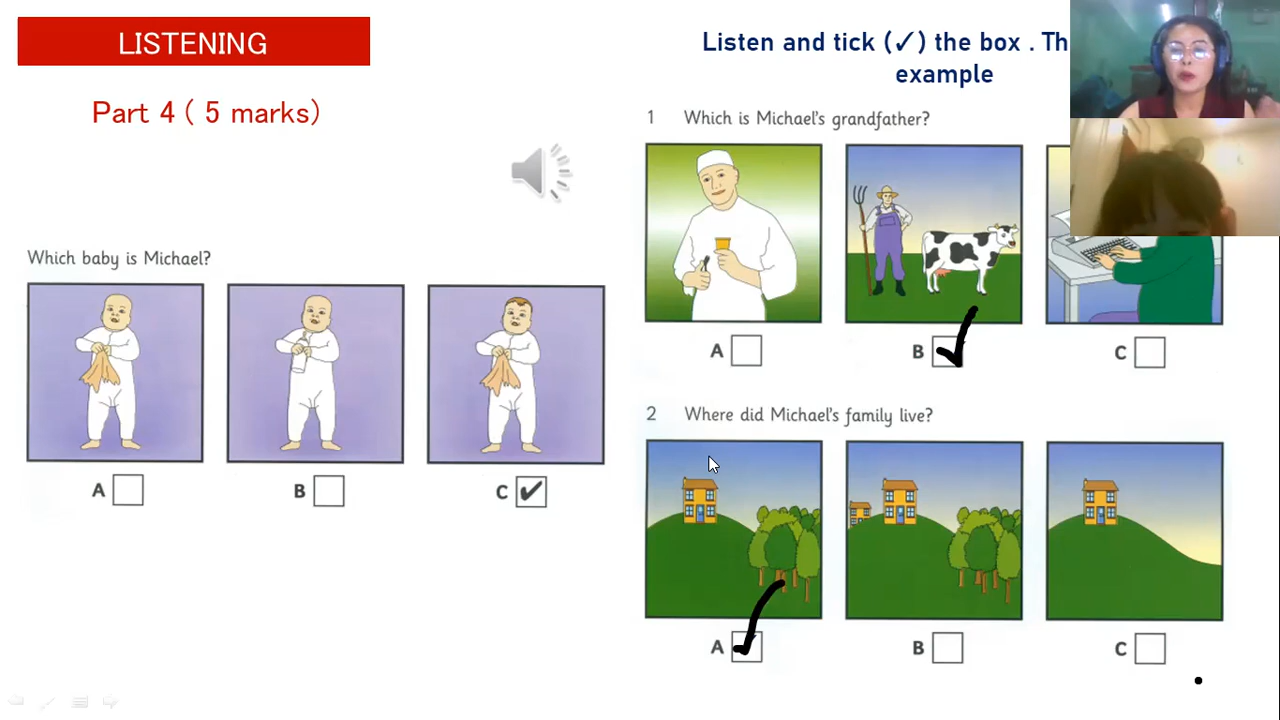 LISTENING
Part 4 ( 5 marks)
Listen and tick (✓) the box . Th
example
Which baby is Michael?
A
B
C ✔
1 Which is Michael's grandfather?
A
B ✓
C
2 Where did Michael's family live?
A ✓
B
C